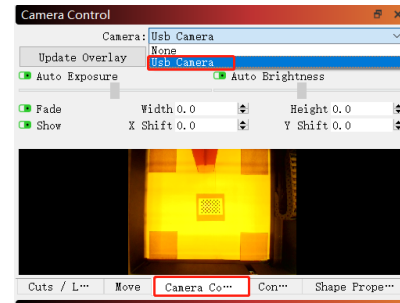 Camera Control
Camera: Usb Camera
None
Update Overlay
Usb Camera
Auto Exposure Auto Brightness
Fade Width 0.0 Height 0.0
Show X Shift 0.0 Y Shift 0.0
Cuts / L··· Move Camera Co··· Con··· Shape Prope···